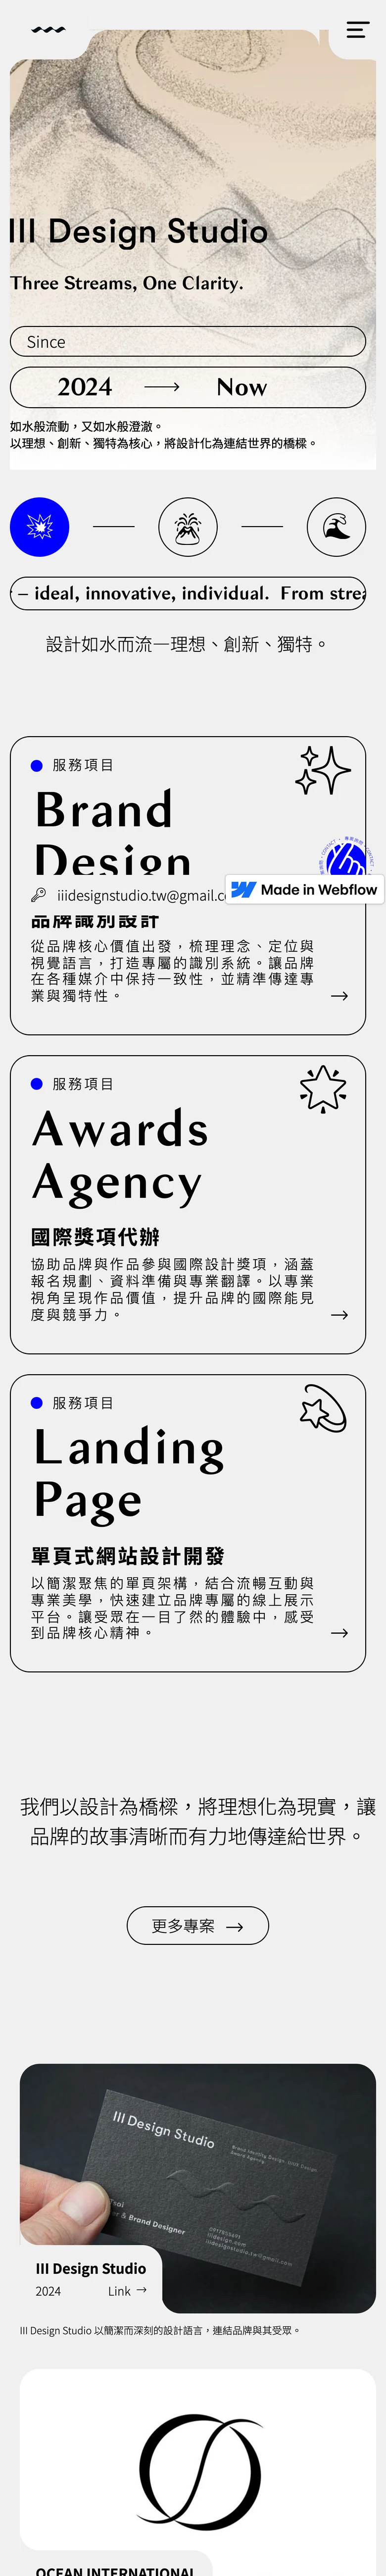 III Design Studio
Three Streams, One Clarity.
Since
2024 → Now
如水般流動，又如水般澄澈。
以理想、創新、獨特為核心，將設計化為連結世界的橋樑。
– ideal, innovative, individual. From
設計如水而流—理想、創新、獨特。
服務項目
Brand
Design
iiidesignstudio.tw@gmail.c
Made in Webflow
品牌識別設計
從品牌核心價值出發，梳理理念、定位與
視覺語言，打造專屬的識別系統。讓品牌
在各種媒介中保持一致性，並精準傳達專
業與獨特性。
服務項目
Awards
Agency
國際獎項代辦
協助品牌與作品參與國際設計獎項，涵蓋
報名規劃、資料準備與專業翻譯。以專業
視角呈現作品價值，提升品牌的國際能見
度與競爭力。
服務項目
Landing
Page
單頁式網站設計開發
以簡潔聚焦的單頁架構，結合流暢互動與
專業美學，快速建立品牌專屬的線上展示
平台。讓受眾在一目了然的體驗中，感受
到品牌核心精神。
我們以設計為橋樑，將理想化為現實，讓
品牌的故事清晰而有力地傳達給世界。
更多專案 →
III Design Studio
Brand Identity Design, UIUX Design
Award Agency
Tsai
& Brand Designer
iiidesign.com
iiidesignstudio.tw@gmail.com
III Design Studio
2024 Link →
III Design Studio 以簡潔而深刻的設計語言，連結品牌與其受眾。
OCEAN INTERNATIONAL